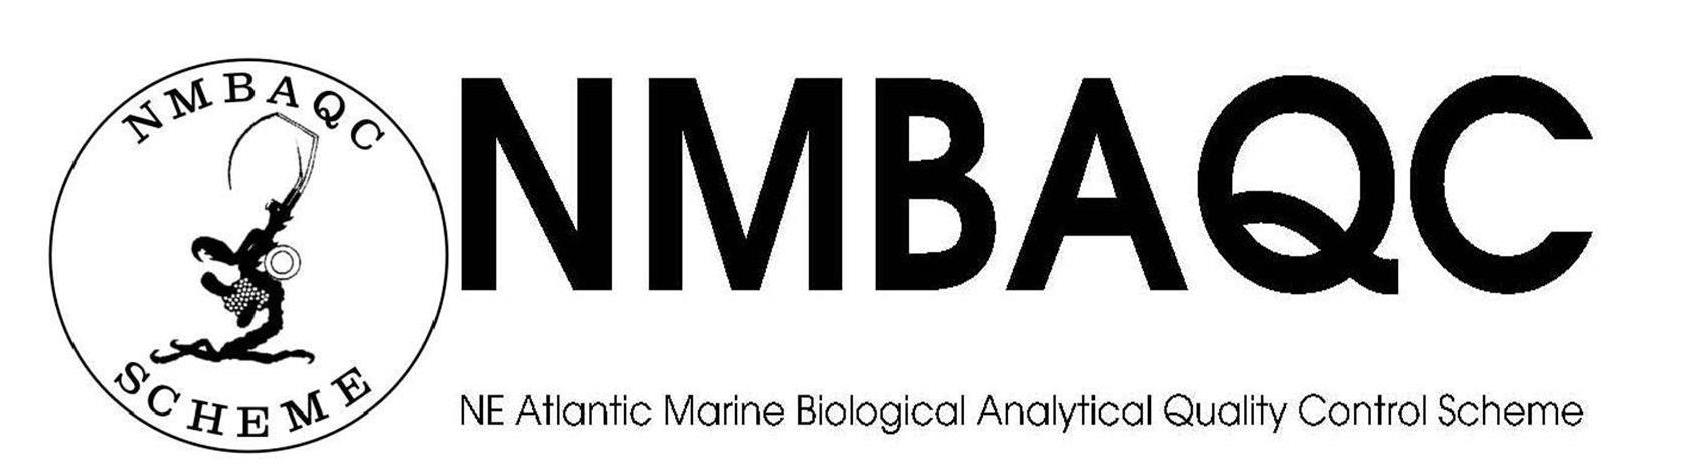 NMBAQC
SCHEME
NMBAQC
NE Atlantic Marine Biological Analytical Quality Control Scheme